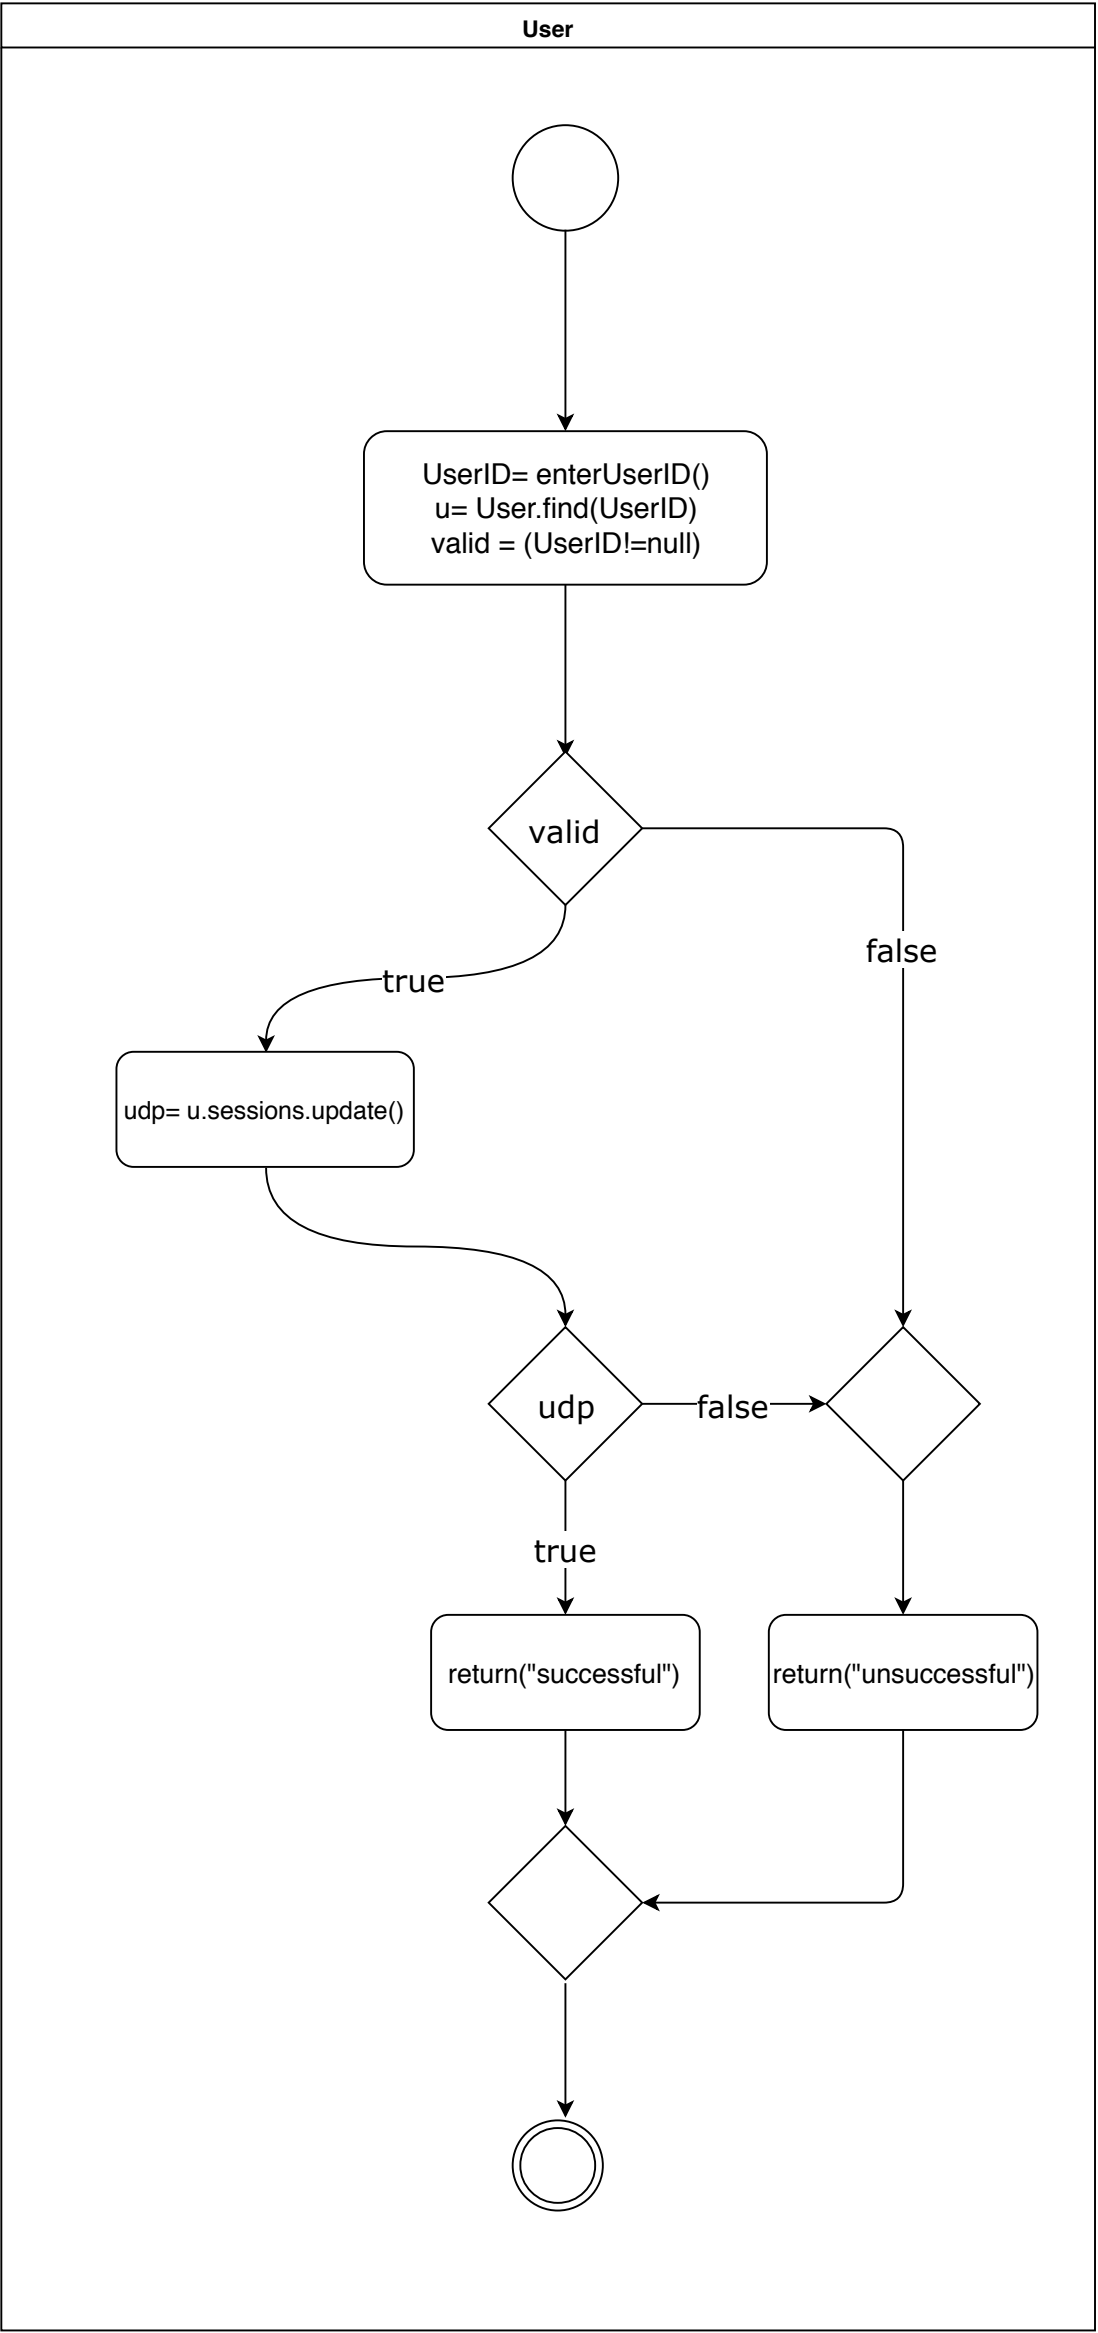 User
UserID= enterUserID()
u= User.find(UserID)
valid = (UserID!=null)
valid
false
true
udp= u.sessions.update()
udp
false
true
return("successful")
return("unsuccessful")